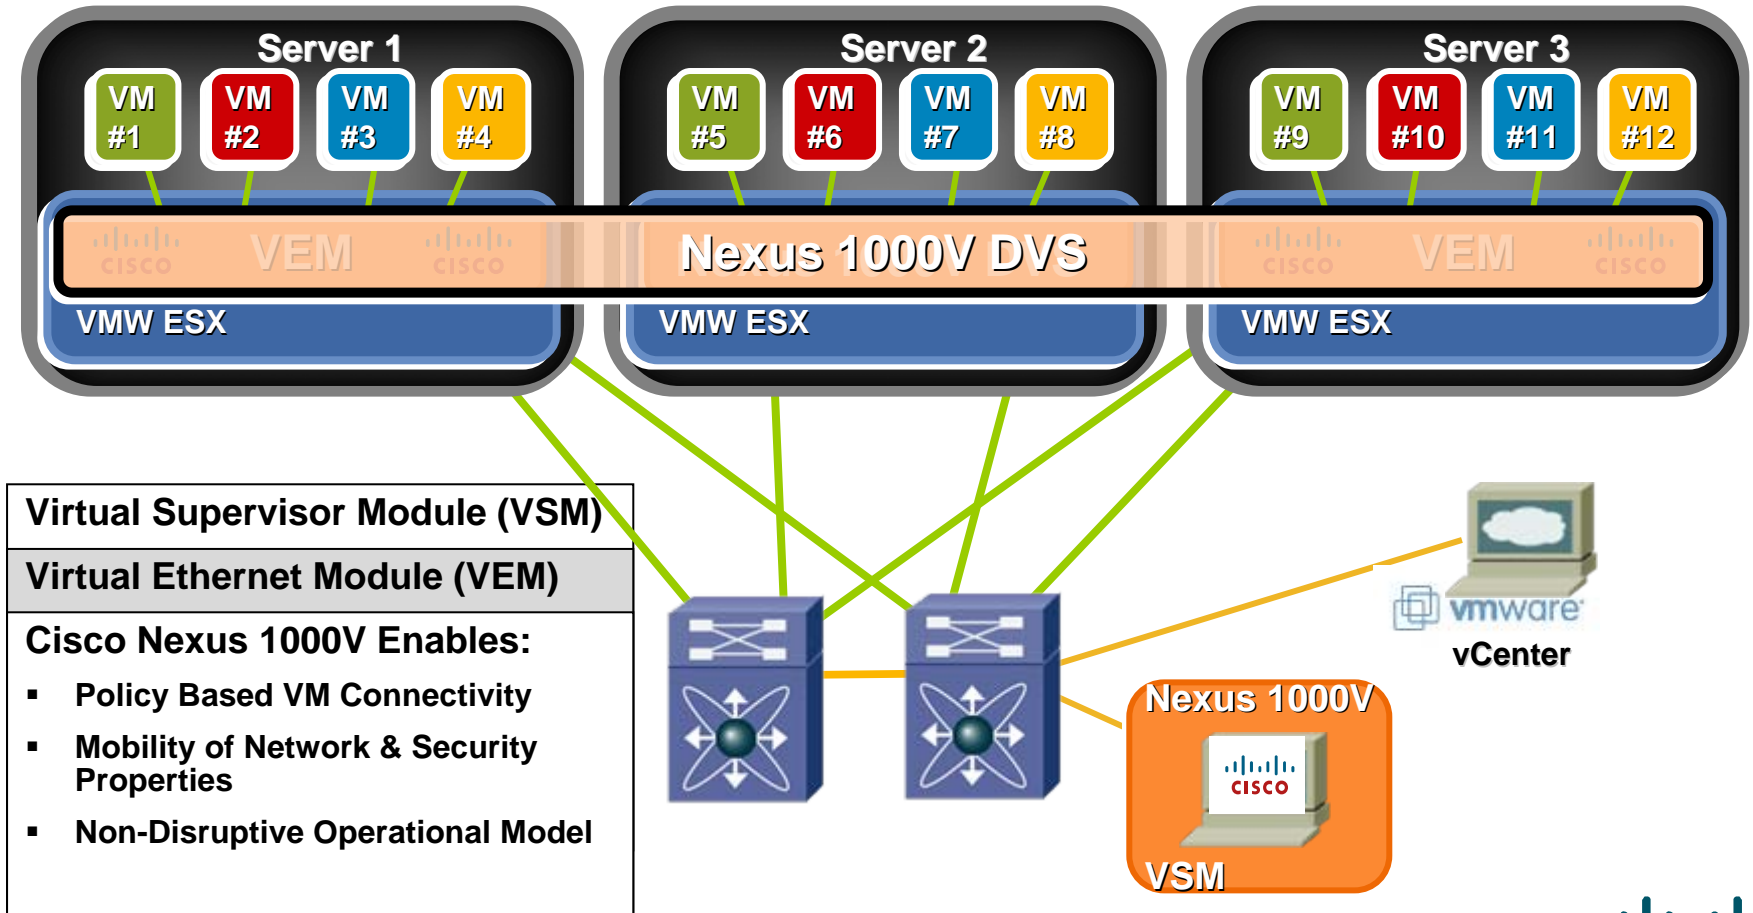 Server 1
Server 2
Server 3
VM #1
VM #2
VM #3
VM #4
VM #5
VM #6
VM #7
VM #8
VM #9
VM #10
VM #11
VM #12
CISCO
VEM
CISCO
Nexus 1000V DVS
CISCO
VEM
CISCO
VMW ESX
VMW ESX
VMW ESX
Virtual Supervisor Module (VSM)
Virtual Ethernet Module (VEM)
Cisco Nexus 1000V Enables:
▪ Policy Based VM Connectivity
▪ Mobility of Network & Security
Properties
▪ Non-Disruptive Operational Model
vmware
vCenter
Nexus 1000V
CISCO
VSM